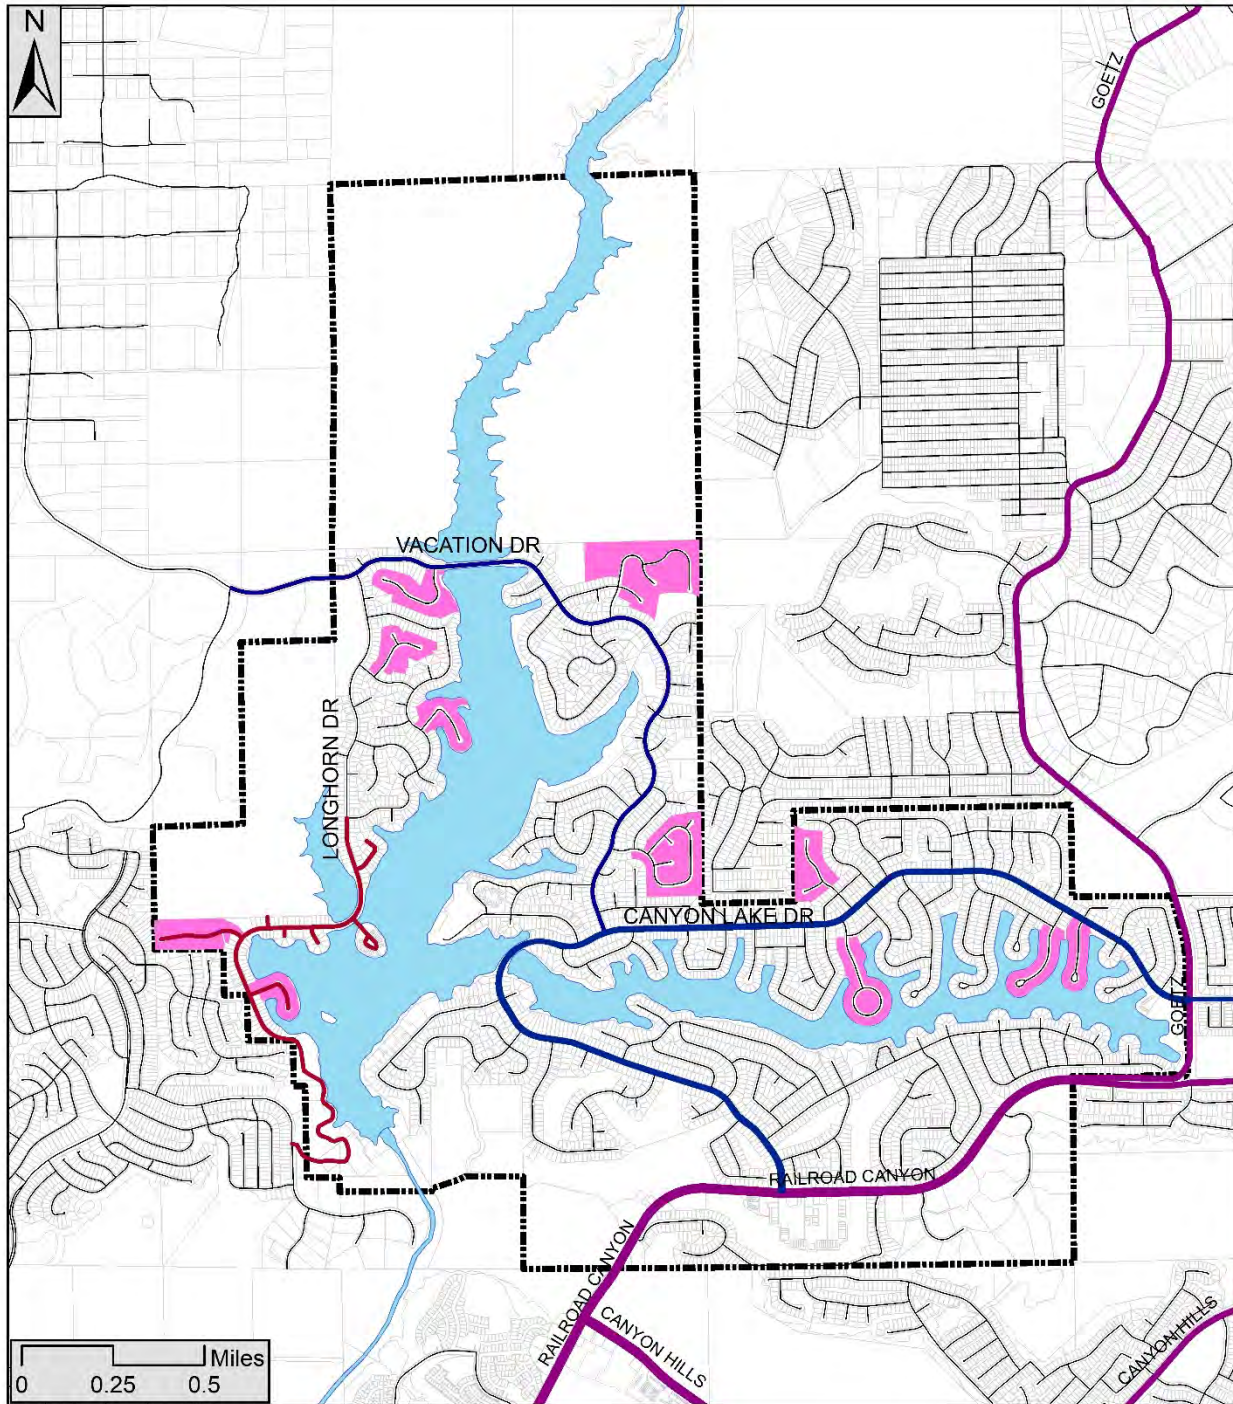 N
GOETZ
VACATION DR
LONGHORN DR
CANYON LAKE DR
GOETZ
RAILROAD CANYON
RAILROAD CANYON
CANYON HILLS
CANYON HILLS
Miles
0 0.25 0.5